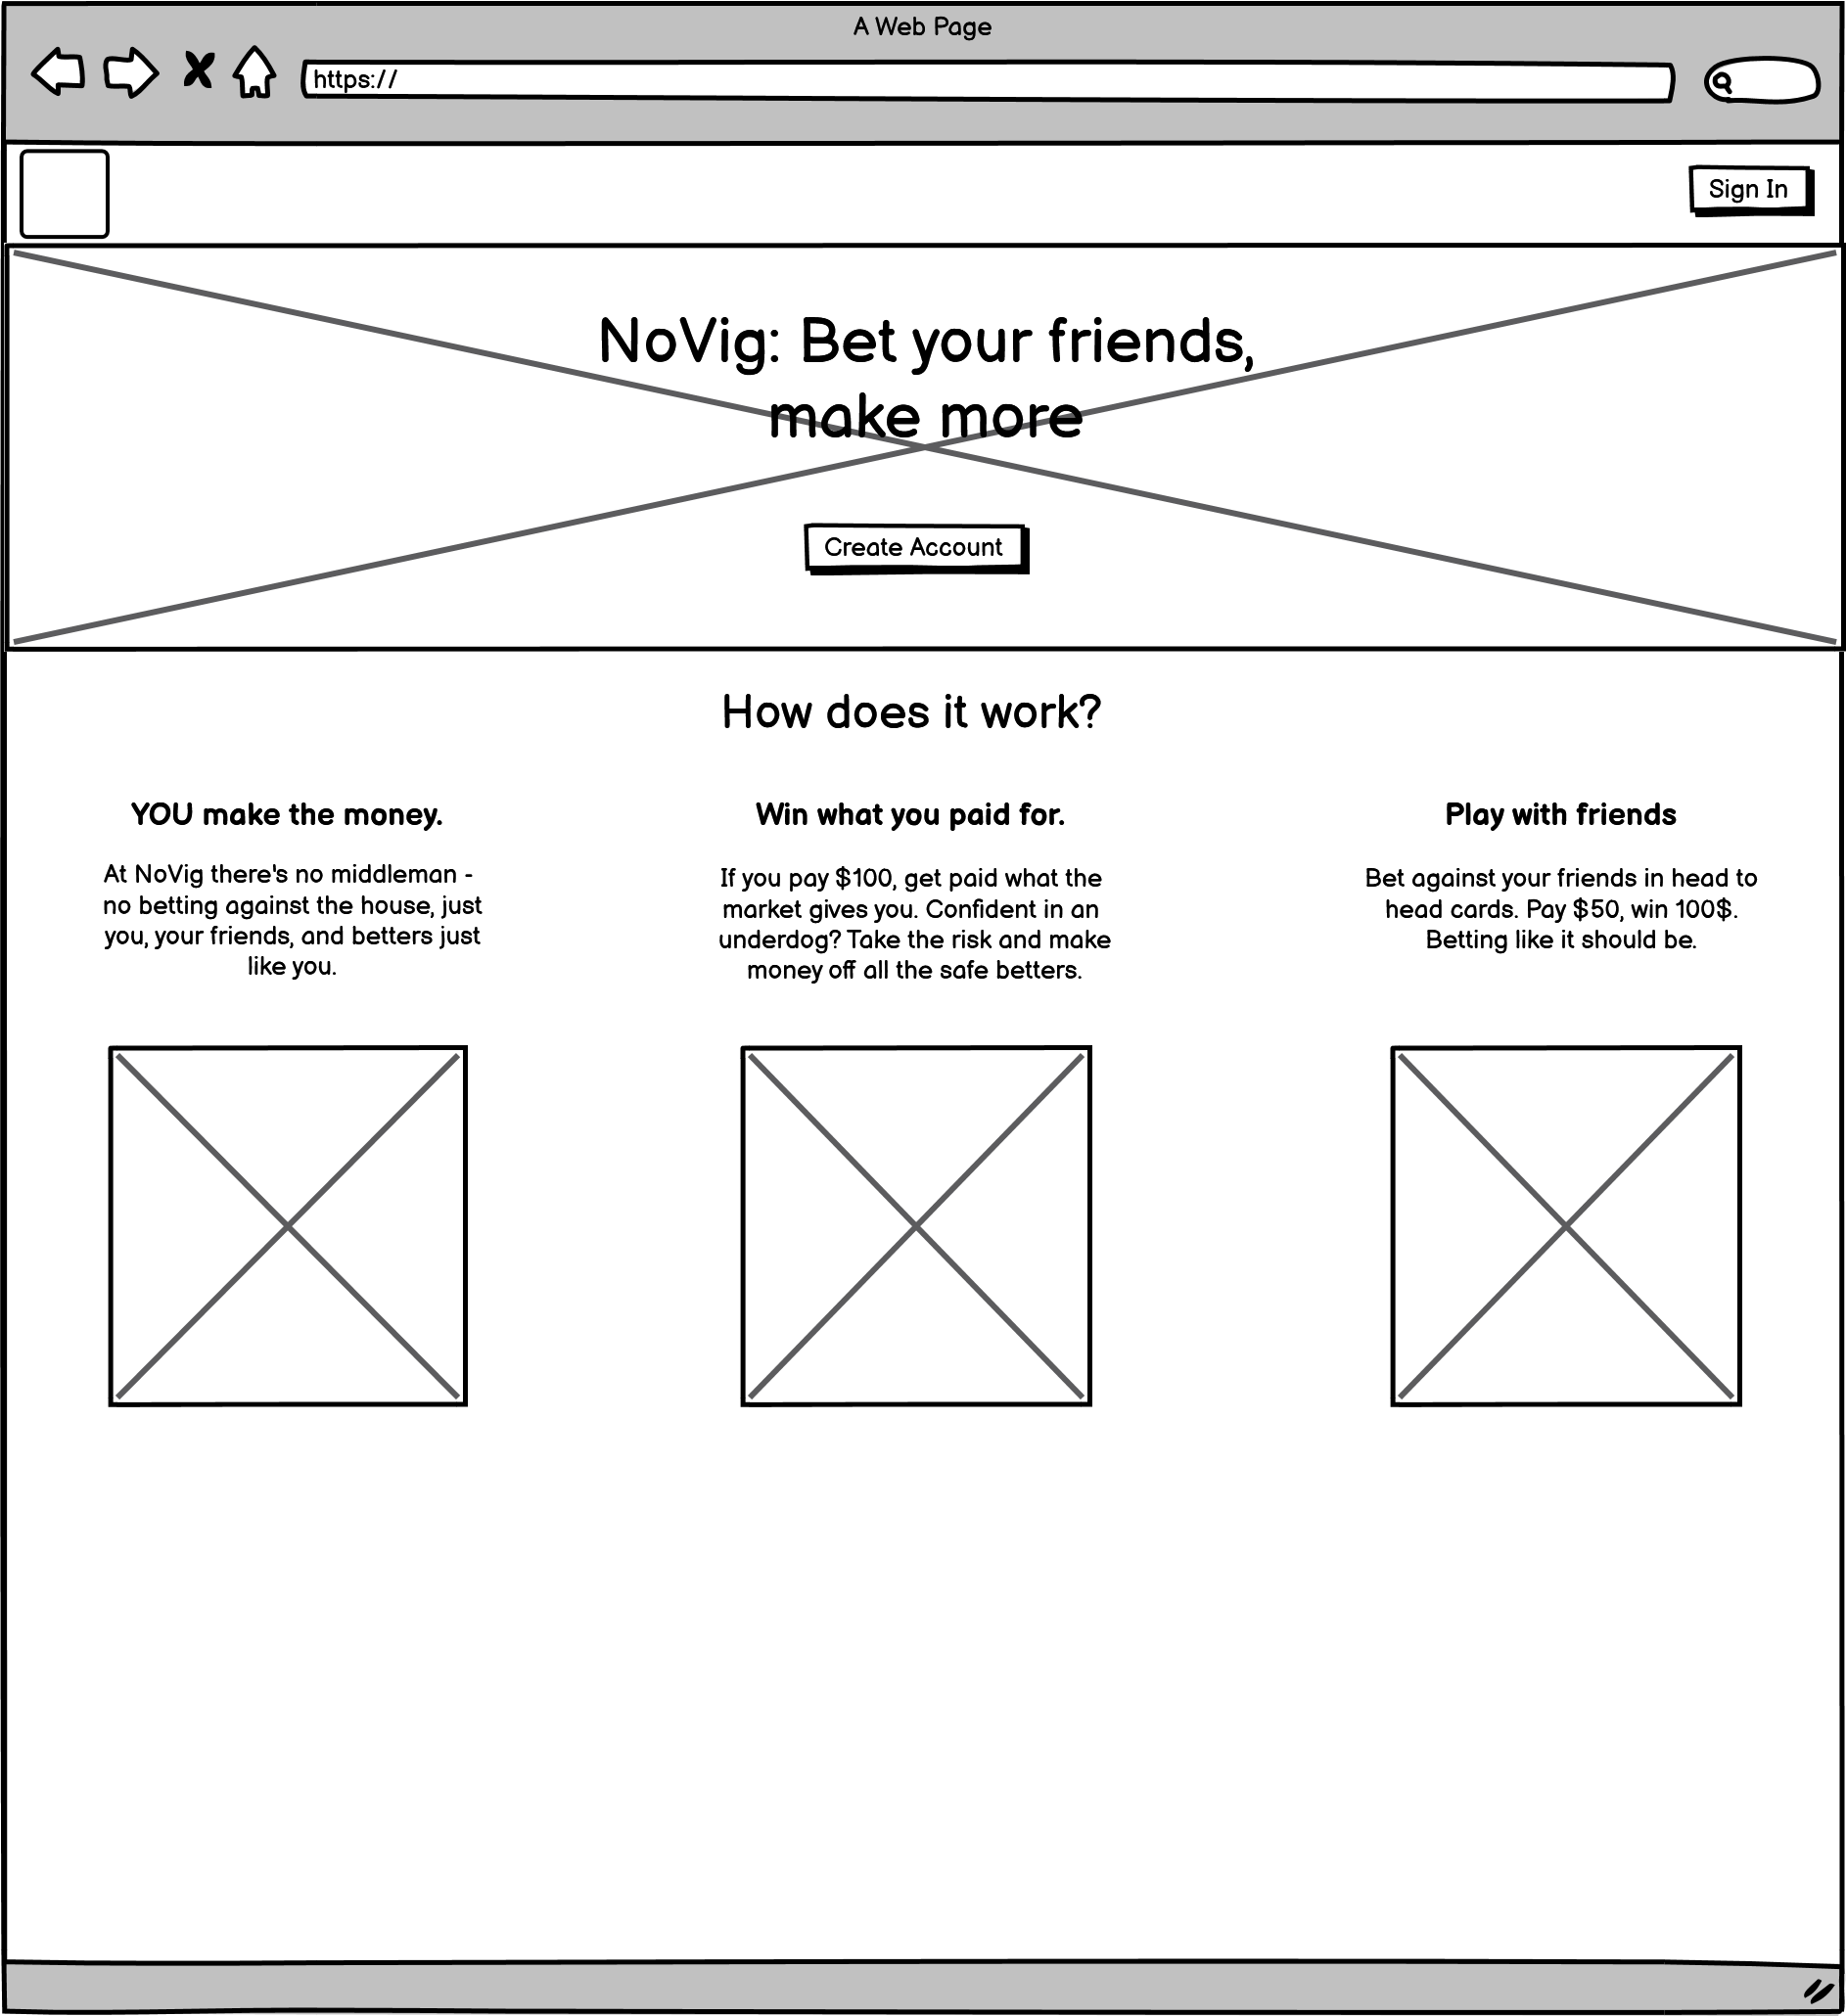 A Web Page
https://
Sign In
NoVig: Bet your friends,
make more
Create Account
How does it work?
YOU make the money.
At NoVig there's no middleman -
no betting against the house, just
you, your friends, and betters just
like you.
Win what you paid for.
If you pay $100, get paid what the
market gives you. Confident in an
underdog? Take the risk and make
money off all the safe betters.
Play with friends
Bet against your friends in head to
head cards. Pay $50, win 100$.
Betting like it should be.